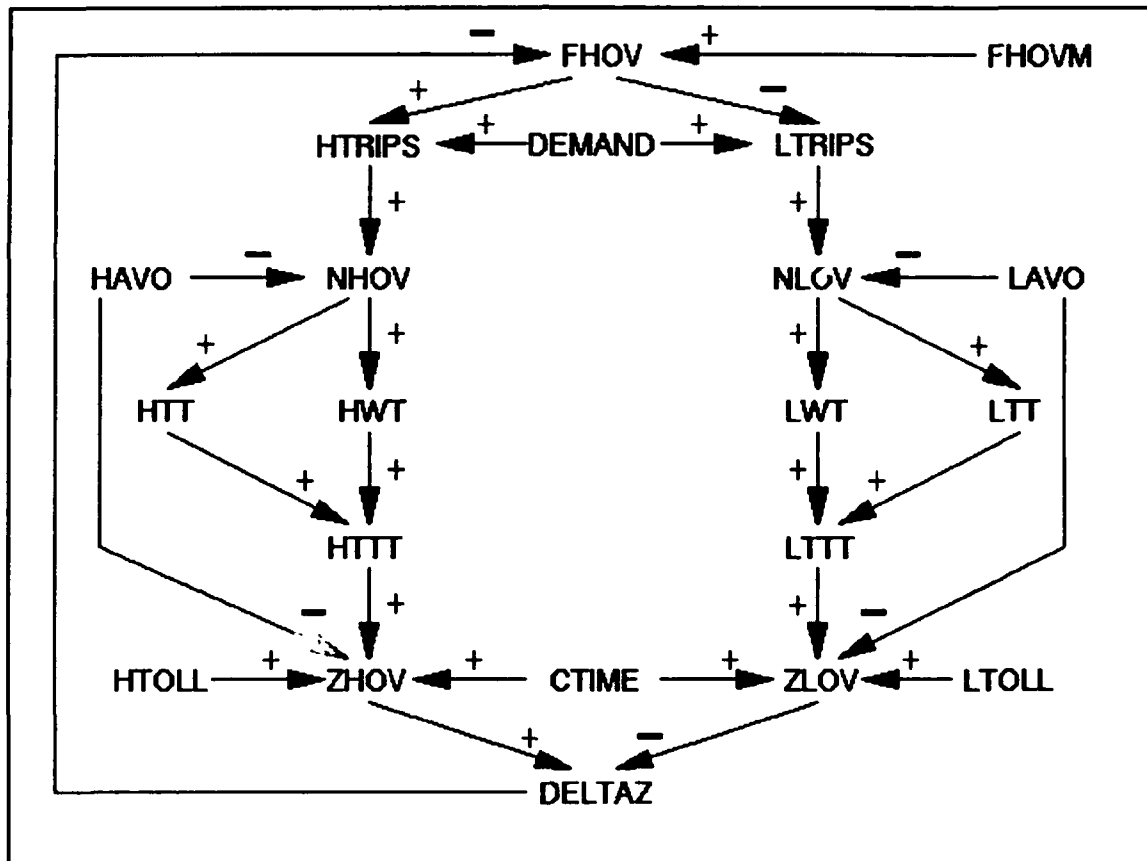 − +
FHOV FHOVM
+ −
+ +
HTRIPS DEMAND LTRIPS
+ +
− −
HAVO NHOV NLOV LAVO
+ + + +
HTT HWT LWT LTT
+ + + +
HTTT LTTT
− + + −
+ + + +
HTOLL ZHOV CTIME ZLOV LTOLL
+ −
DELTAZ